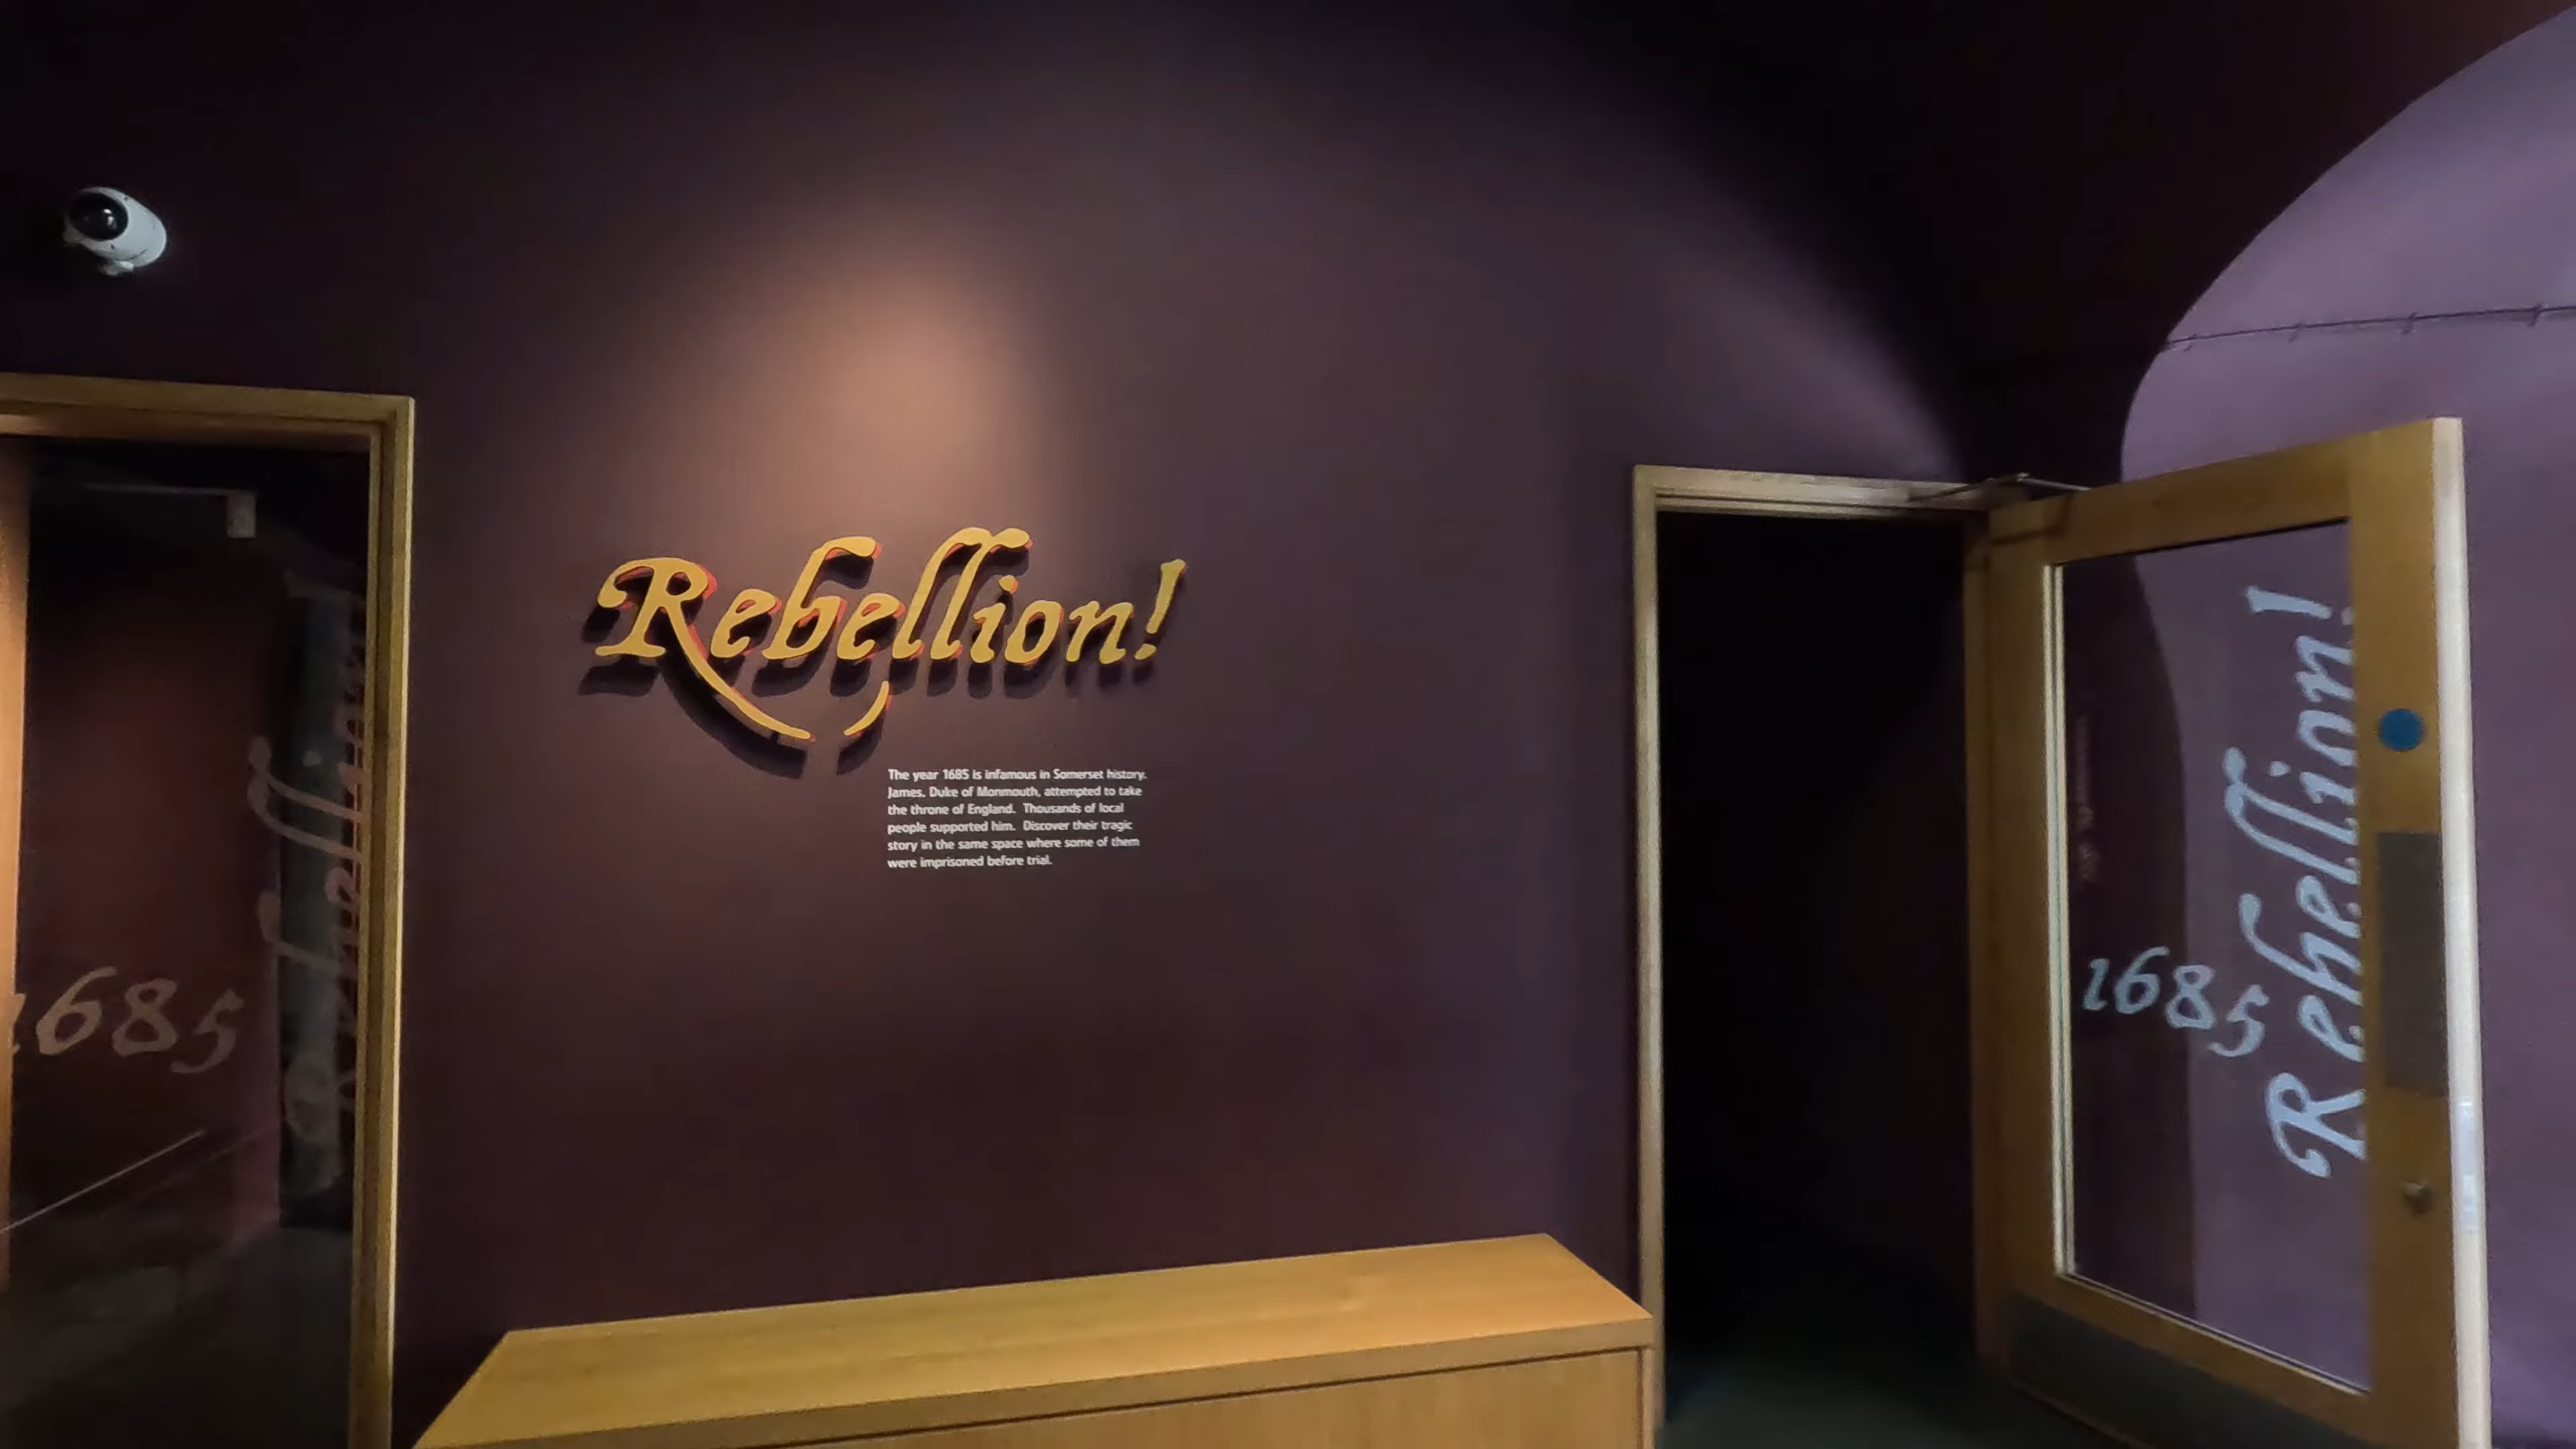 Rebellion!
The year 1685 is infamous in Somerset history.
James, Duke of Monmouth, attempted to take
the throne of England. Thousands of local
people supported him. Discover their tragic
story in the same space where some of them
were imprisoned before trial.
1685
1685
Rebellion!